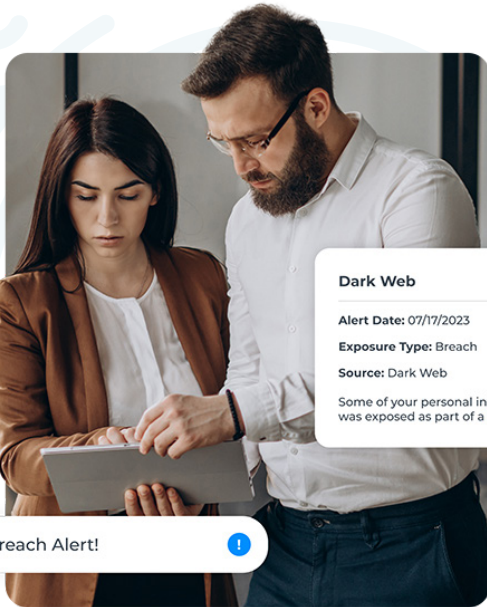 Dark Web
Alert Date: 07/17/2023
Exposure Type: Breach
Source: Dark Web
Some of your personal in
was exposed as part of a
reach Alert!
!